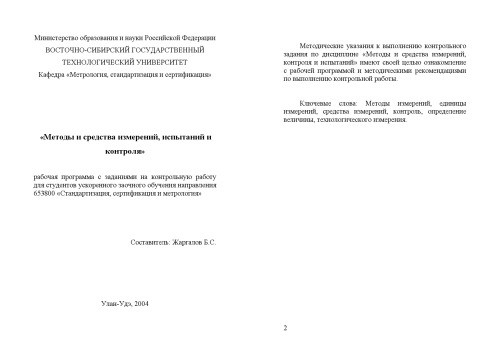 Министерство образования и науки Российской Федерации
ВОСТОЧНО-СИБИРСКИЙ ГОСУДАРСТВЕННЫЙ
ТЕХНОЛОГИЧЕСКИЙ УНИВЕРСИТЕТ
Кафедра «Метрология, стандартизация и сертификация»
«Методы и средства измерений, испытаний и
контроля»
рабочая программа с заданиями на контрольную работу
для студентов ускоренного заочного обучения направления
653800 «Стандартизация, сертификация и метрология»
Составитель: Жаргалов Б.С.
Улан-Удэ, 2004
Методические указания к выполнению контрольного
задания по дисциплине «Методы и средства измерений,
контроля и испытаний» имеют своей целью ознакомление
с рабочей программой и методическими рекомендациями
по выполнению контрольной работы.
Ключевые слова: Методы измерений, единицы
измерений, средства измерений, контроль, определение
величины, технологического измерения.
2